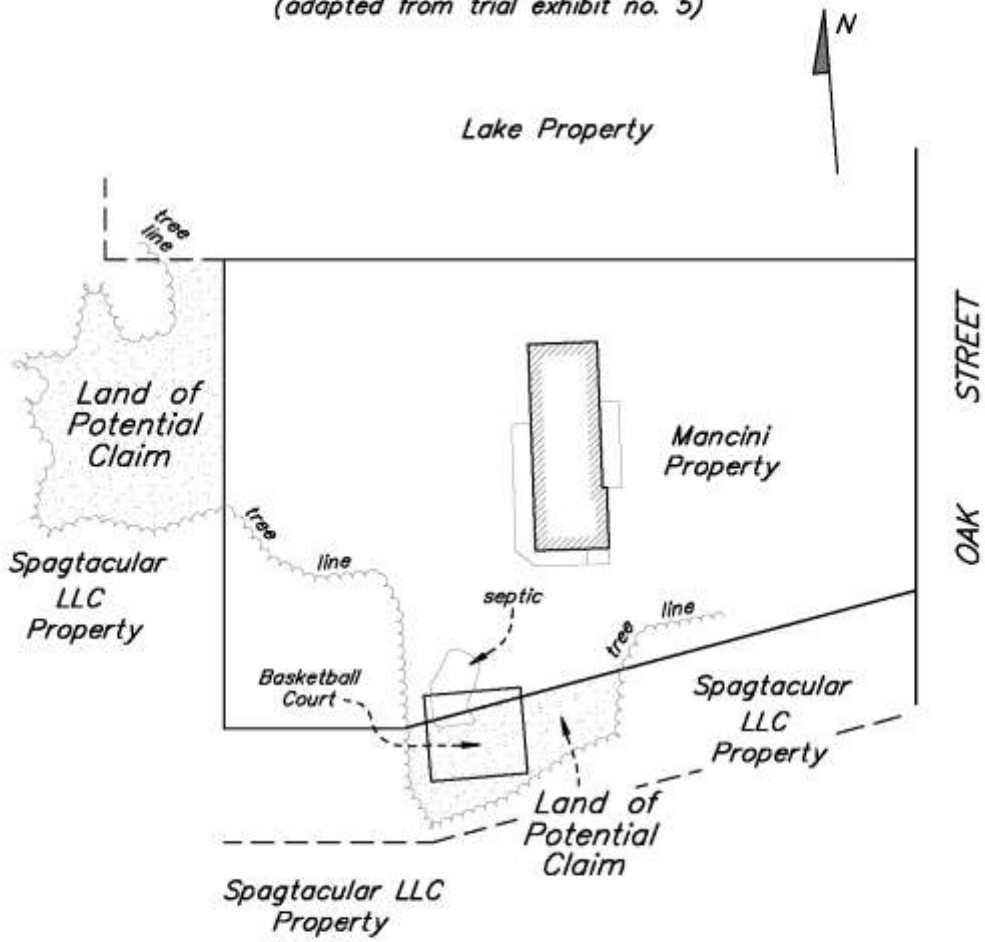 (adapted from trial exhibit no. 5)
N
Lake Property
tree
line
STREET
OAK
Land of
Potential
Claim
Mancini
Property
tree
line
Spagtacular
LLC
Property
septic
tree
line
Basketball
Court
Spagtacular
LLC
Property
Land of
Potential
Claim
Spagtacular LLC
Property